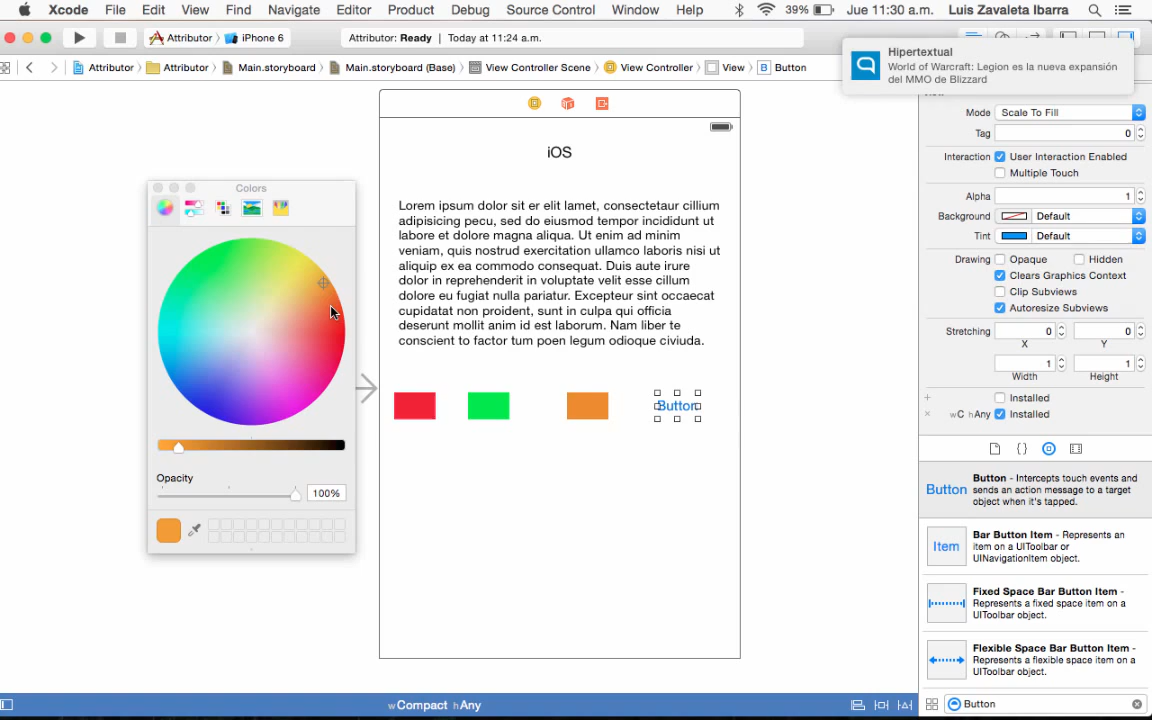 Xcode File Edit View Find Navigate Editor Product Debug Source Control Window Help 39% Jue 11:30 a.m. Luis Zavaleta Ibarra
Attributor iPhone 6 Attributor: Ready Today at 11:24 a.m.
Hipertextual
World of Warcraft: Legion es la nueva expansión
del MMO de Blizzard
Attributor Attributor Main.storyboard Main.storyboard (Base) View Controller Scene View Controller View B Button
iOS
Lorem ipsum dolor sit er elit lamet, consectetaur cillium
adipisicing pecu, sed do eiusmod tempor incididunt ut
labore et dolore magna aliqua. Ut enim ad minim
veniam, quis nostrud exercitation ullamco laboris nisi ut
aliquip ex ea commodo consequat. Duis aute irure
dolor in reprehenderit in voluptate velit esse cillum
dolore eu fugiat nulla pariatur. Excepteur sint occaecat
cupidatat non proident, sunt in culpa qui officia
deserunt mollit anim id est laborum. Nam liber te
conscient to factor tum poen legum odioque civiuda.
Button
Colors
Opacity
100%
Mode Scale To Fill
Tag 0
Interaction User Interaction Enabled
Multiple Touch
Alpha 1
Background Default
Tint Default
Drawing Opaque Hidden
Clears Graphics Context
Clip Subviews
Autoresize Subviews
Stretching 0 0
X Y
1 1
Width Height
+ Installed
× wC hAny Installed
Button
Button - Intercepts touch events and
sends an action message to a target
object when it's tapped.
Item
Bar Button Item - Represents an
item on a UIToolbar or
UINavigationItem object.
Fixed Space Bar Button Item -
Represents a fixed space item on a
UIToolbar object.
Flexible Space Bar Button Item -
Represents a flexible space item on a
UIToolbar object.
wCompact hAny
Button